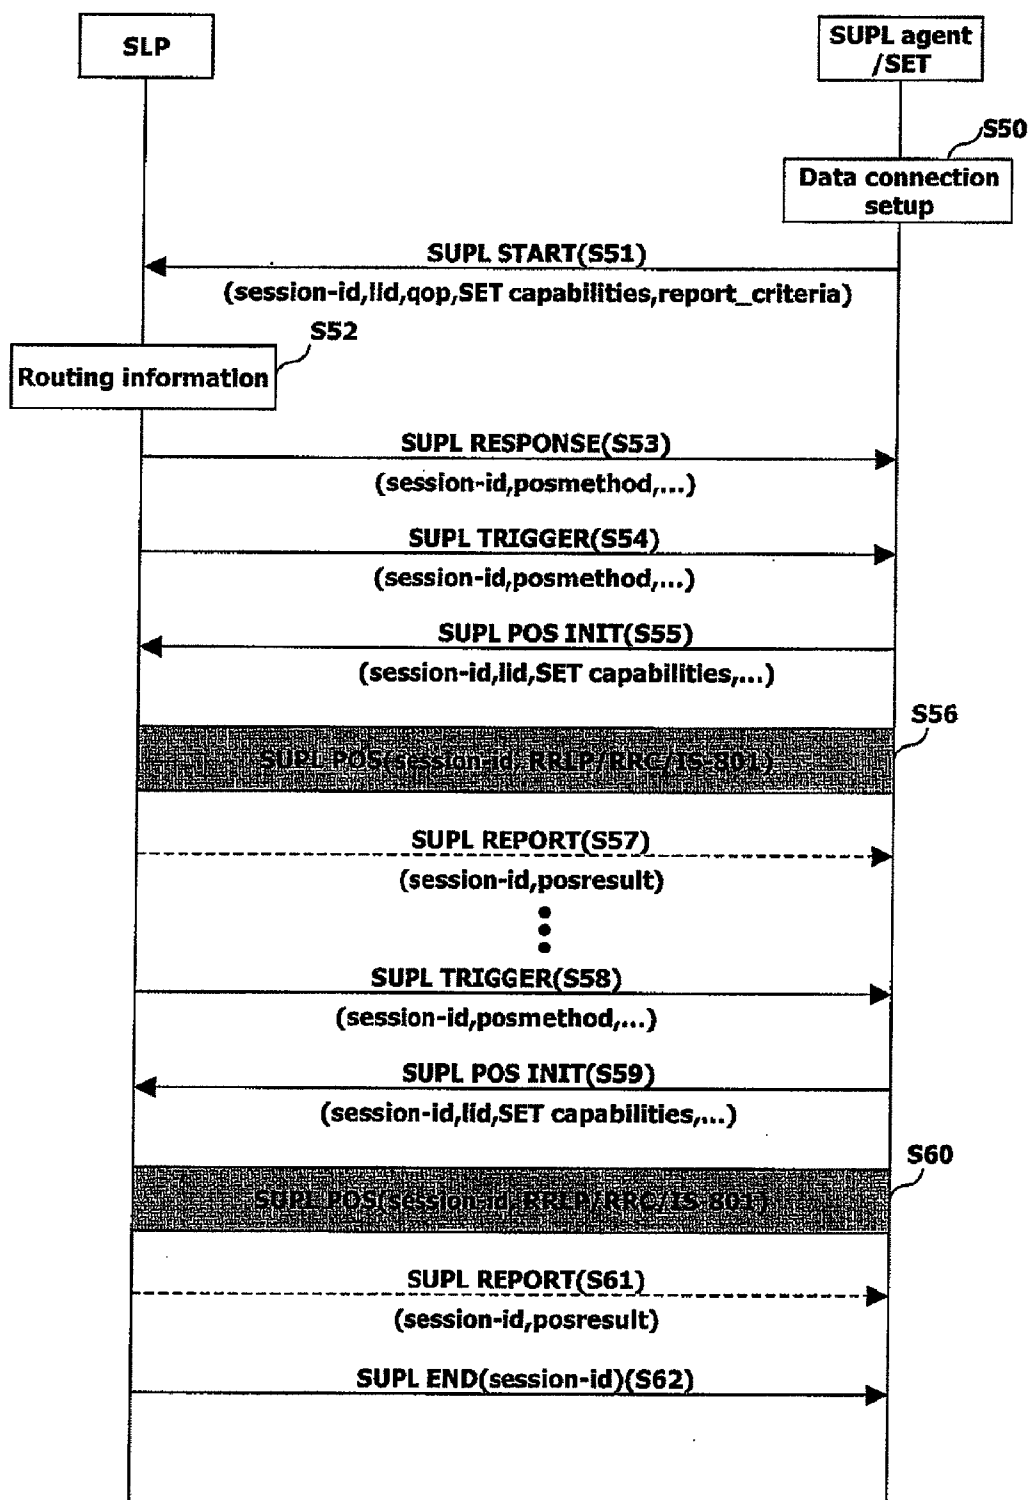 SLP
SUPL agent
/SET
S50
Data connection
setup
SUPL START(S51)
(session-id,lid,qop,SET capabilities,report_criteria)
S52
Routing information
SUPL RESPONSE(S53)
(session-id,posmethod,...)
SUPL TRIGGER(S54)
(session-id,posmethod,...)
SUPL POS INIT(S55)
(session-id,lid,SET capabilities,...)
S56
SUPL POS(session-id, RRLP/RRC/IS-801)
SUPL REPORT(S57)
(session-id,posresult)
SUPL TRIGGER(S58)
(session-id,posmethod,...)
SUPL POS INIT(S59)
(session-id,lid,SET capabilities,...)
S60
SUPL POS(session-id, RRLP/RRC/IS-801)
SUPL REPORT(S61)
(session-id,posresult)
SUPL END(session-id)(S62)